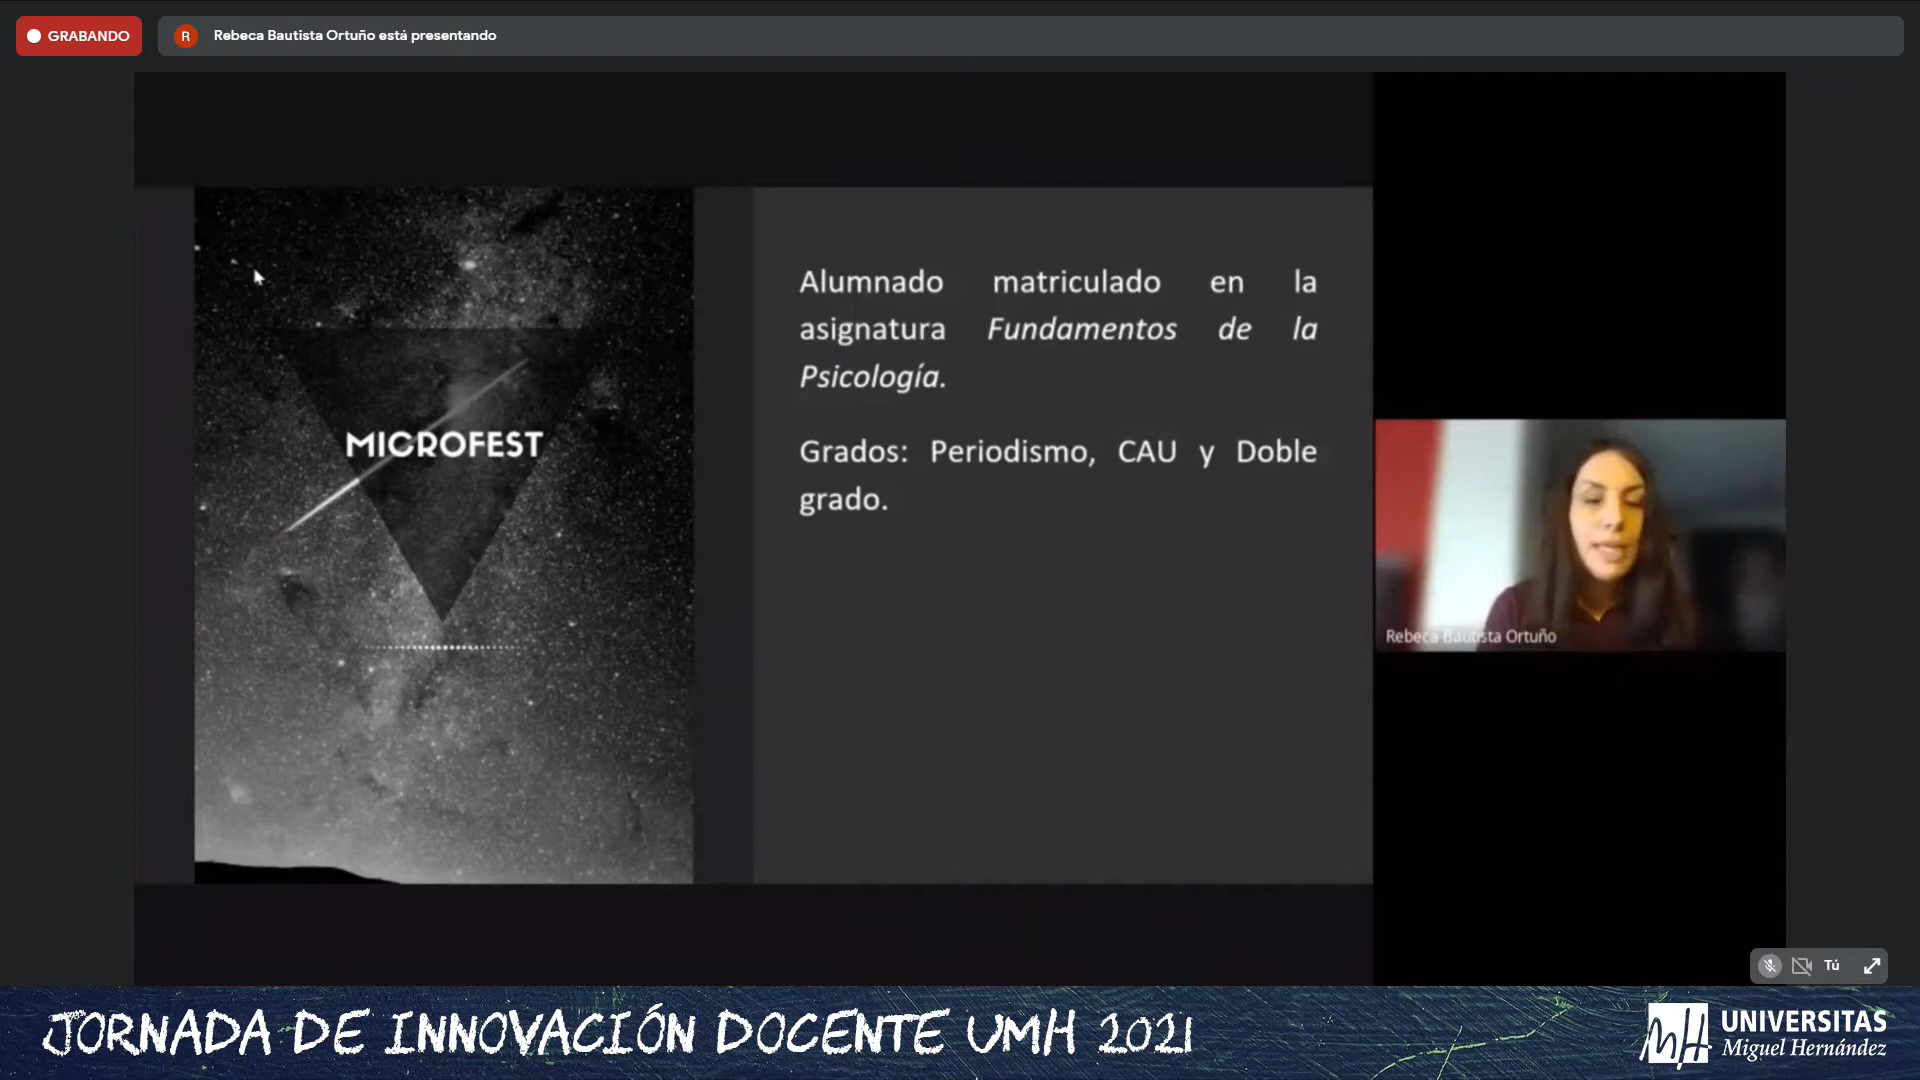 GRABANDO
R
Rebeca Bautista Ortuño está presentando
MICROFEST
Alumnado matriculado en la
asignatura Fundamentos de la
Psicología.
Grados: Periodismo, CAU y Doble
grado.
Rebeca Bautista Ortuño
Tú
JORNADA DE INNOVACIÓN DOCENTE UMH 2021
UNIVERSITAS
Miguel Hernández